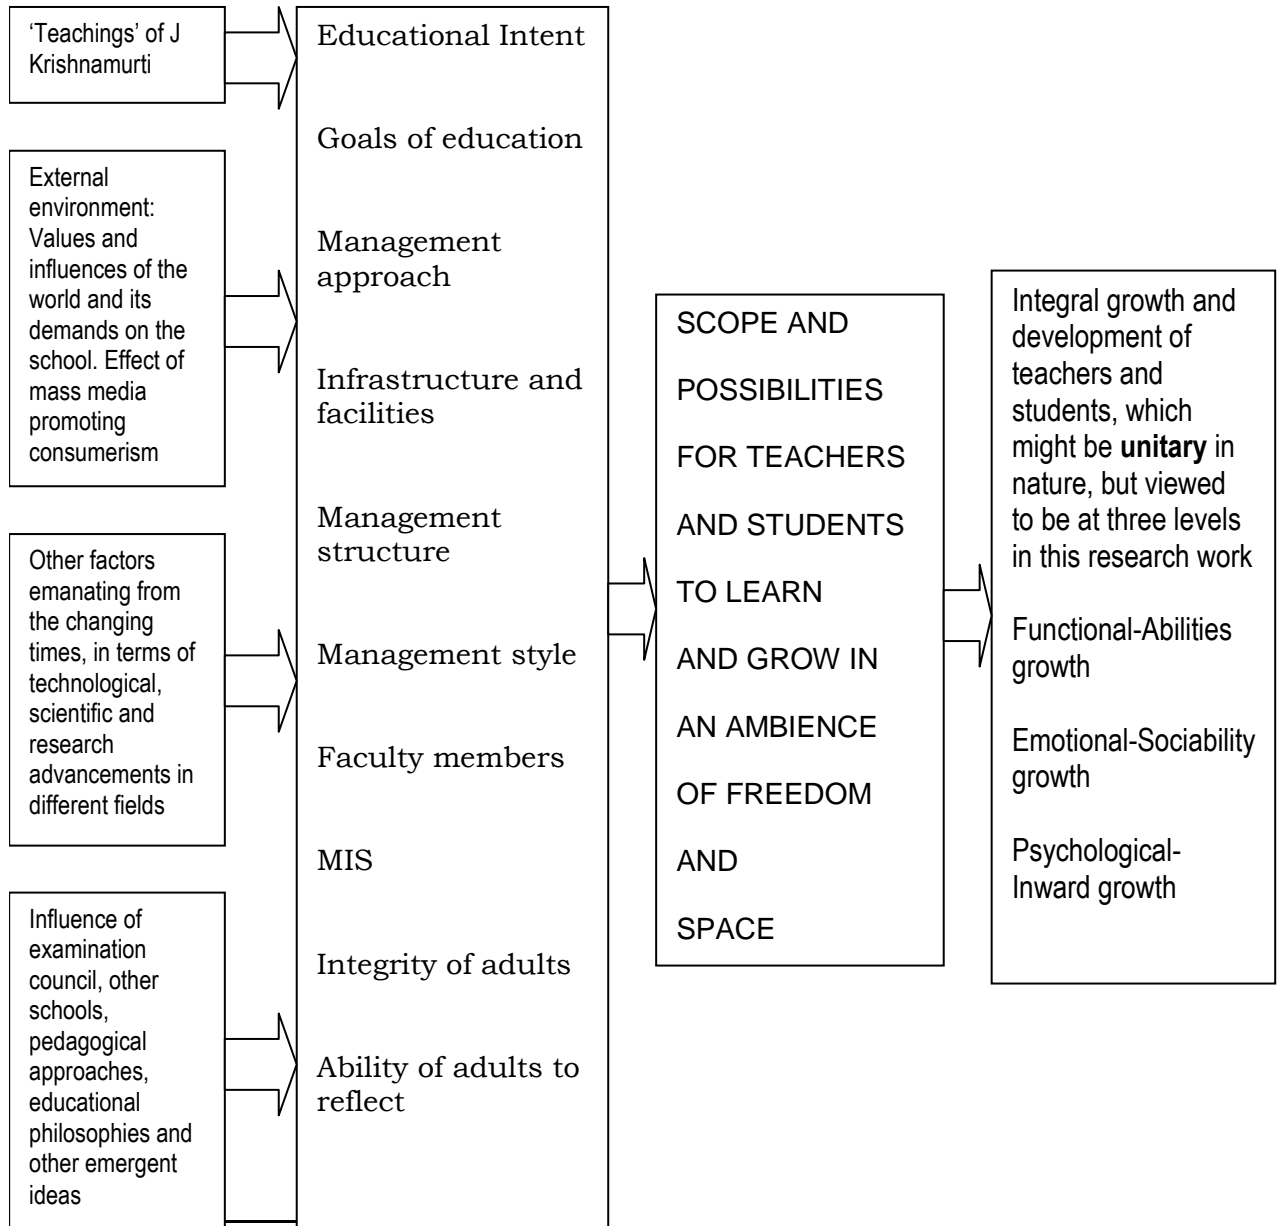 ‘Teachings’ of J
Krishnamurti
External
environment:
Values and
influences of the
world and its
demands on the
school. Effect of
mass media
promoting
consumerism
Other factors
emanating from
the changing
times, in terms of
technological,
scientific and
research
advancements in
different fields
Influence of
examination
council, other
schools,
pedagogical
approaches,
educational
philosophies and
other emergent
ideas
Educational Intent
Goals of education
Management
approach
Infrastructure and
facilities
Management
structure
Management style
Faculty members
MIS
Integrity of adults
Ability of adults to
reflect
SCOPE AND
POSSIBILITIES
FOR TEACHERS
AND STUDENTS
TO LEARN
AND GROW IN
AN AMBIENCE
OF FREEDOM
AND
SPACE
Integral growth and
development of
teachers and
students, which
might be unitary in
nature, but viewed
to be at three levels
in this research work
Functional-Abilities
growth
Emotional-Sociability
growth
Psychological-
Inward growth